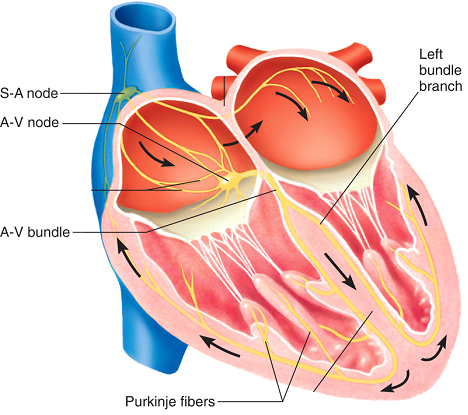 Left
bundle
branch
S-A node
A-V node
A-V bundle
Purkinje fibers